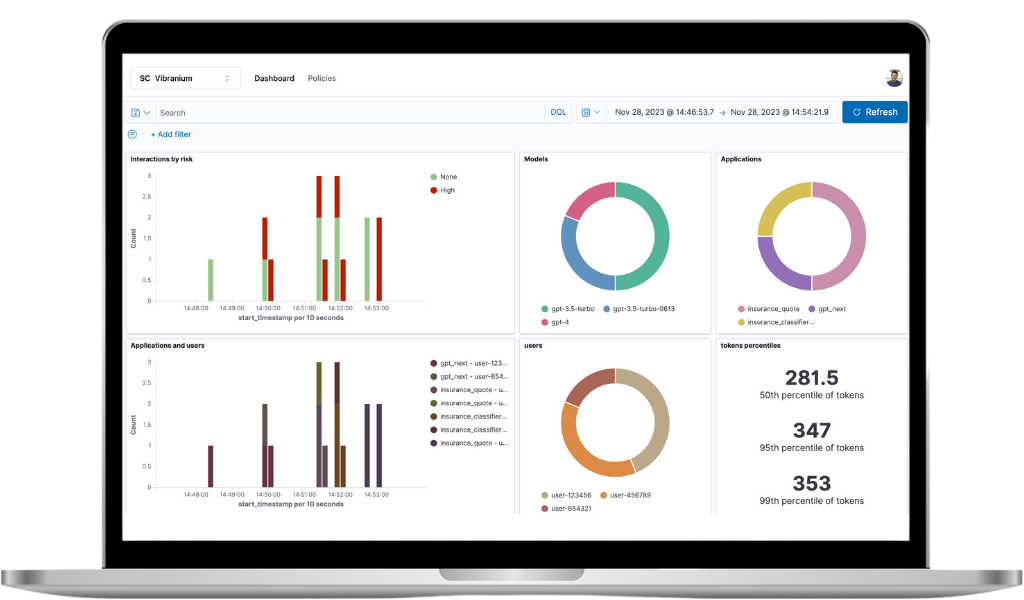 SC Vibranium
Dashboard Policies
Search DQL Nov 28, 2023 @ 14:46:53.7 → Nov 28, 2023 @ 14:54:21.9 Refresh
+ Add filter
Interactions by risk
3
2.5
2
1.5
1
0.5
0
Count
14:48:00 14:49:00 14:50:00 14:51:00 14:52:00 14:53:00
start_timestamp per 10 seconds
None
High
Models
gpt-3.5-turbo gpt-3.5-turbo-0613
gpt-4
Applications
insurance_quote gpt_next
insurance_classifier...
Applications and users
3
2.5
2
1.5
1
0.5
0
Count
14:48:00 14:49:00 14:50:00 14:51:00 14:52:00 14:53:00
start_timestamp per 10 seconds
gpt_next - user-123...
gpt_next - user-654...
insurance_quote - u...
insurance_quote - u...
insurance_classifier...
insurance_classifier...
insurance_quote - u...
users
user-123456 user-456789
user-654321
tokens percentiles
281.5
50th percentile of tokens
347
95th percentile of tokens
353
99th percentile of tokens